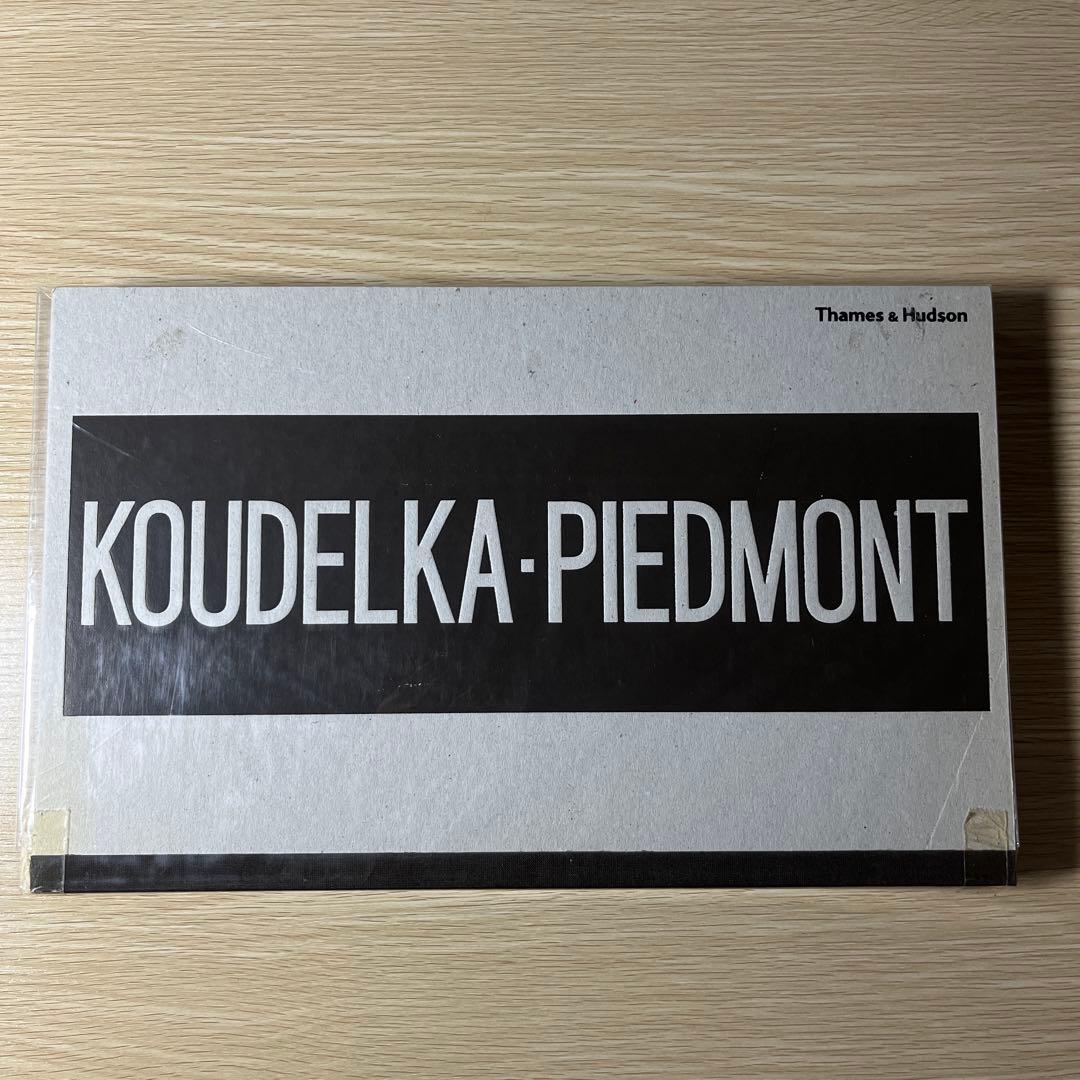 Thames & Hudson
KOUDELKA·PIEDMONT